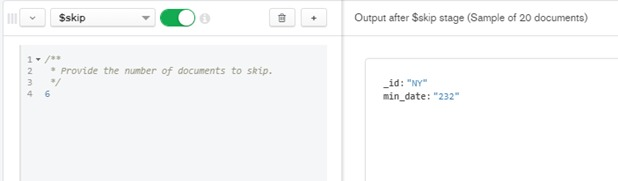 $skip
Output after $skip stage (Sample of 20 documents)
1 /**
2 * Provide the number of documents to skip.
3 */
4 6
_id: "NY"
min_date: "232"